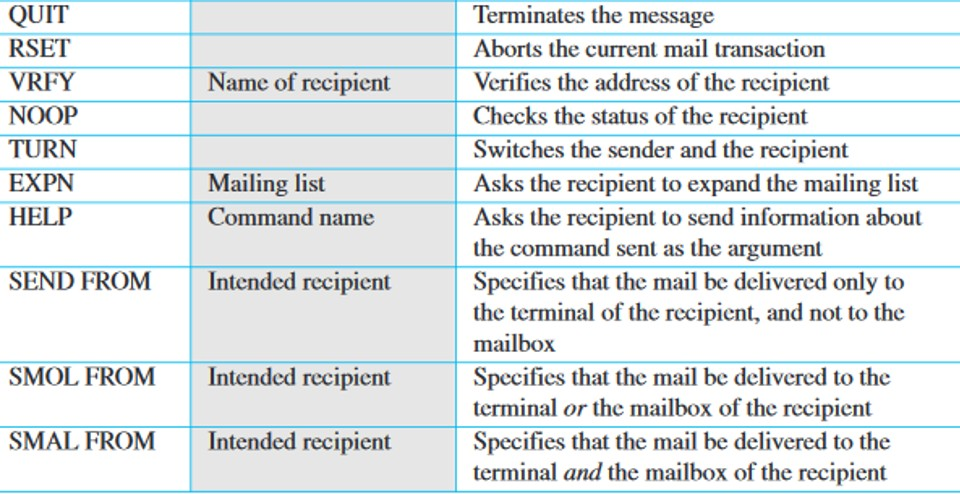 QUIT Terminates the message
RSET Aborts the current mail transaction
VRFY Name of recipient Verifies the address of the recipient
NOOP Checks the status of the recipient
TURN Switches the sender and the recipient
EXPN Mailing list Asks the recipient to expand the mailing list
HELP Command name Asks the recipient to send information about
the command sent as the argument
SEND FROM Intended recipient Specifies that the mail be delivered only to
the terminal of the recipient, and not to the
mailbox
SMOL FROM Intended recipient Specifies that the mail be delivered to the
terminal or the mailbox of the recipient
SMAL FROM Intended recipient Specifies that the mail be delivered to the
terminal and the mailbox of the recipient